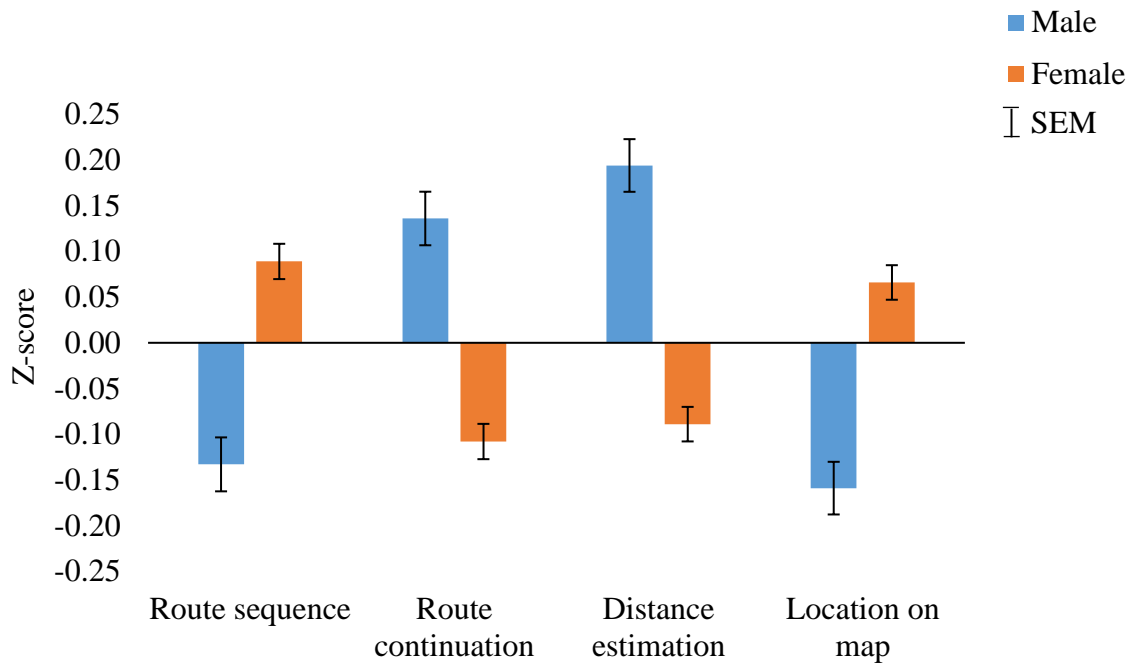 Male
Female
SEM
0.25
0.20
0.15
0.10
0.05
0.00
-0.05
-0.10
-0.15
-0.20
-0.25
Z-score
Route sequence
Route
continuation
Distance
estimation
Location on
map